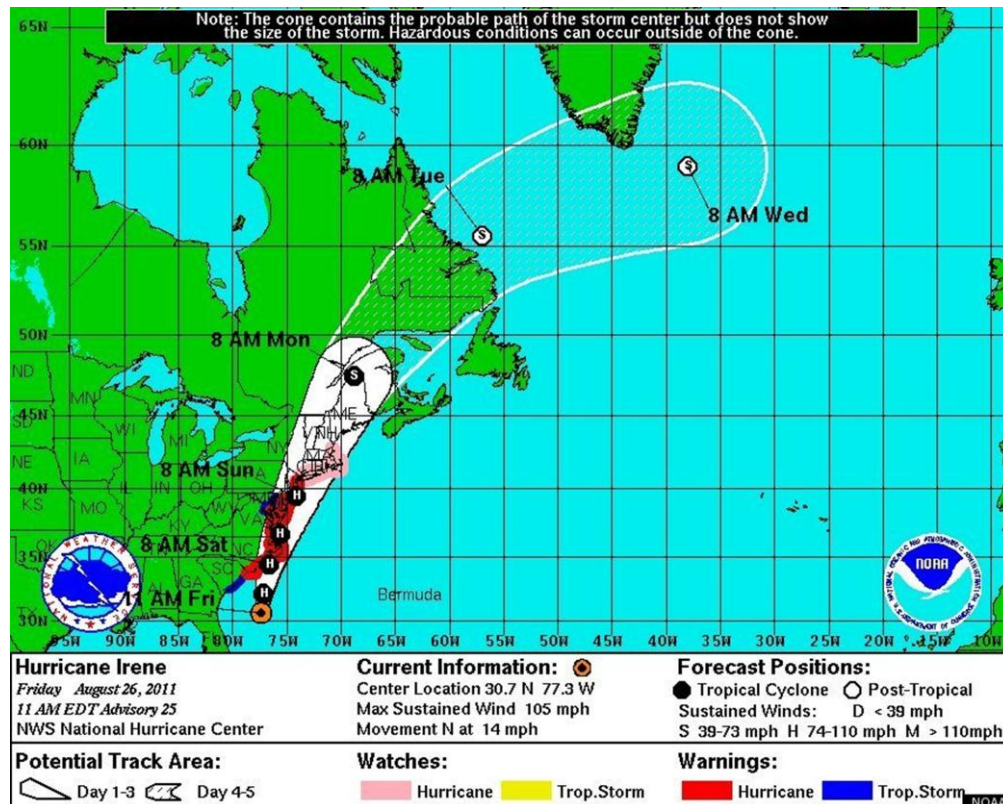 Note: The cone contains the probable path of the storm center but does not show
the size of the storm. Hazardous conditions can occur outside of the cone.
65N
60N
8 AM Tue
S
S
8 AM Wed
55N
50N
8 AM Mon
ND
MN
S
45N
ME
SD
WI
MI
NH
NY
MA
NE
IA
8 AM Sun
40N
IL
IN
OH
H
KS
MO
WV
VA
KY
H
8 AM Sat
35N
NC
H
SC
GA
NOAA
11 AM Fri
H
Bermuda
TX
30N
95W
90W
85W
80W
75W
70W
65W
60W
55W
50W
45W
40W
35W
30W
25W
20W
15W
10W
Hurricane Irene
Friday August 26, 2011
11 AM EDT Advisory 25
NWS National Hurricane Center
Current Information:
Center Location 30.7 N 77.3 W
Max Sustained Wind 105 mph
Movement N at 14 mph
Forecast Positions:
Tropical Cyclone Post-Tropical
Sustained Winds: D < 39 mph
S 39-73 mph H 74-110 mph M > 110mph
Potential Track Area:
Day 1-3 Day 4-5
Watches:
Hurricane Trop.Storm
Warnings:
Hurricane Trop.Storm
NOAA